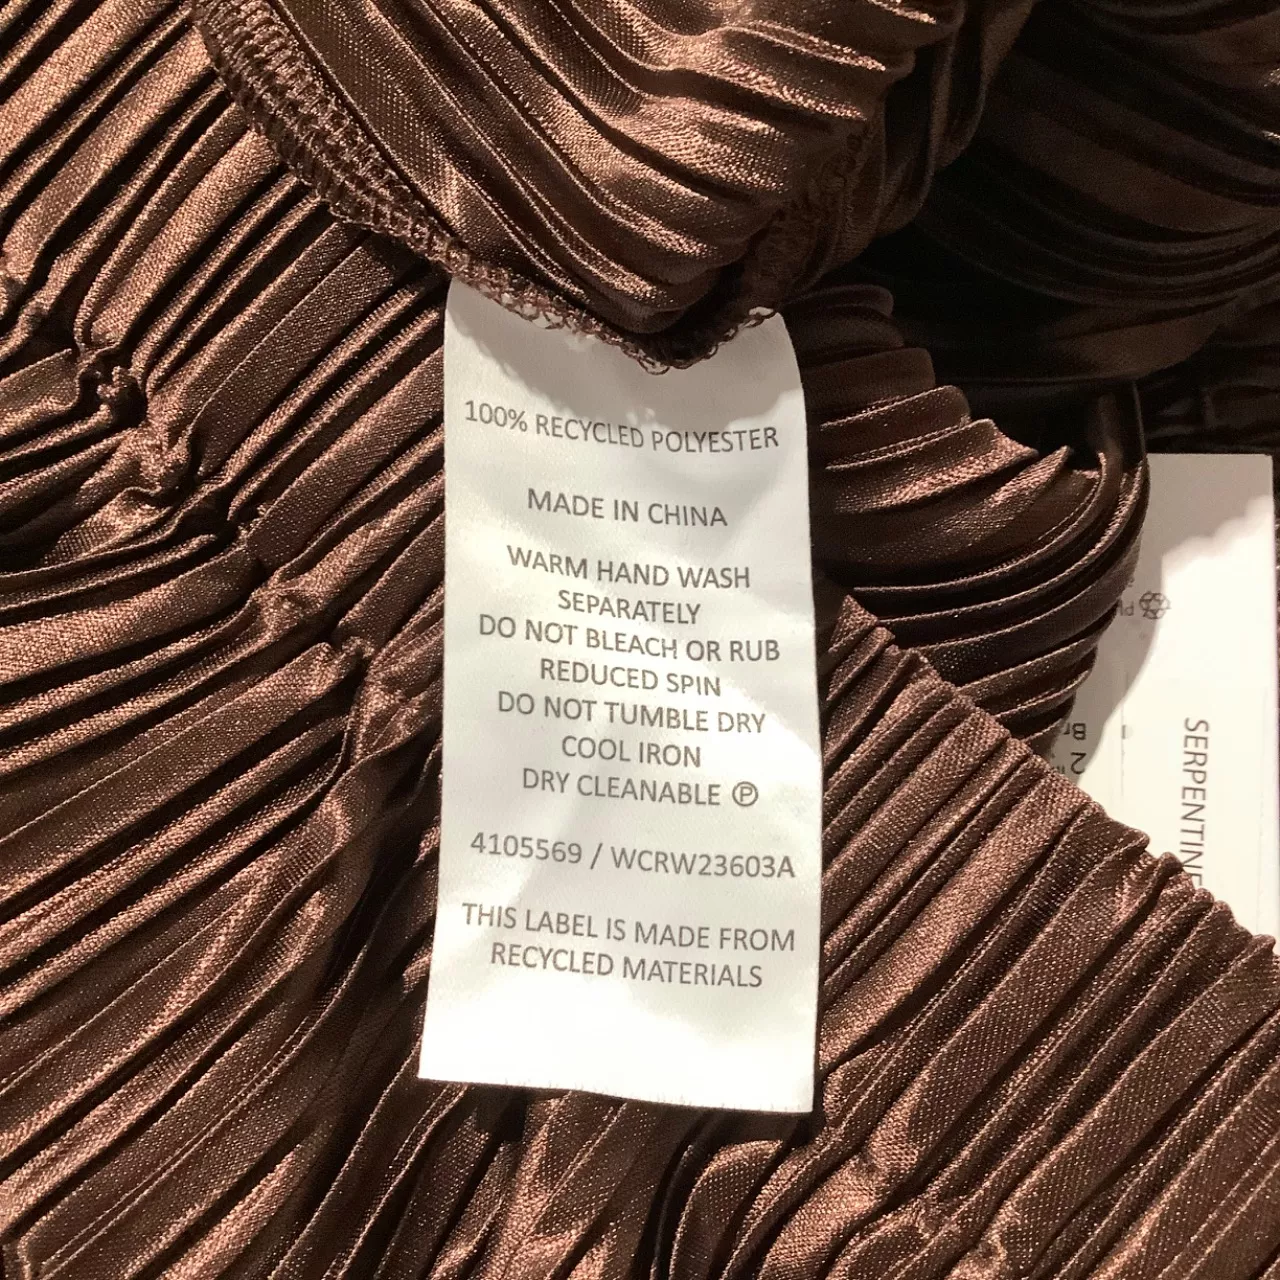 100% RECYCLED POLYESTER
MADE IN CHINA
WARM HAND WASH
SEPARATELY
DO NOT BLEACH OR RUB
REDUCED SPIN
DO NOT TUMBLE DRY
COOL IRON
DRY CLEANABLE Ⓟ
4105569 / WCRW23603A
THIS LABEL IS MADE FROM
RECYCLED MATERIALS
SERPENTINE